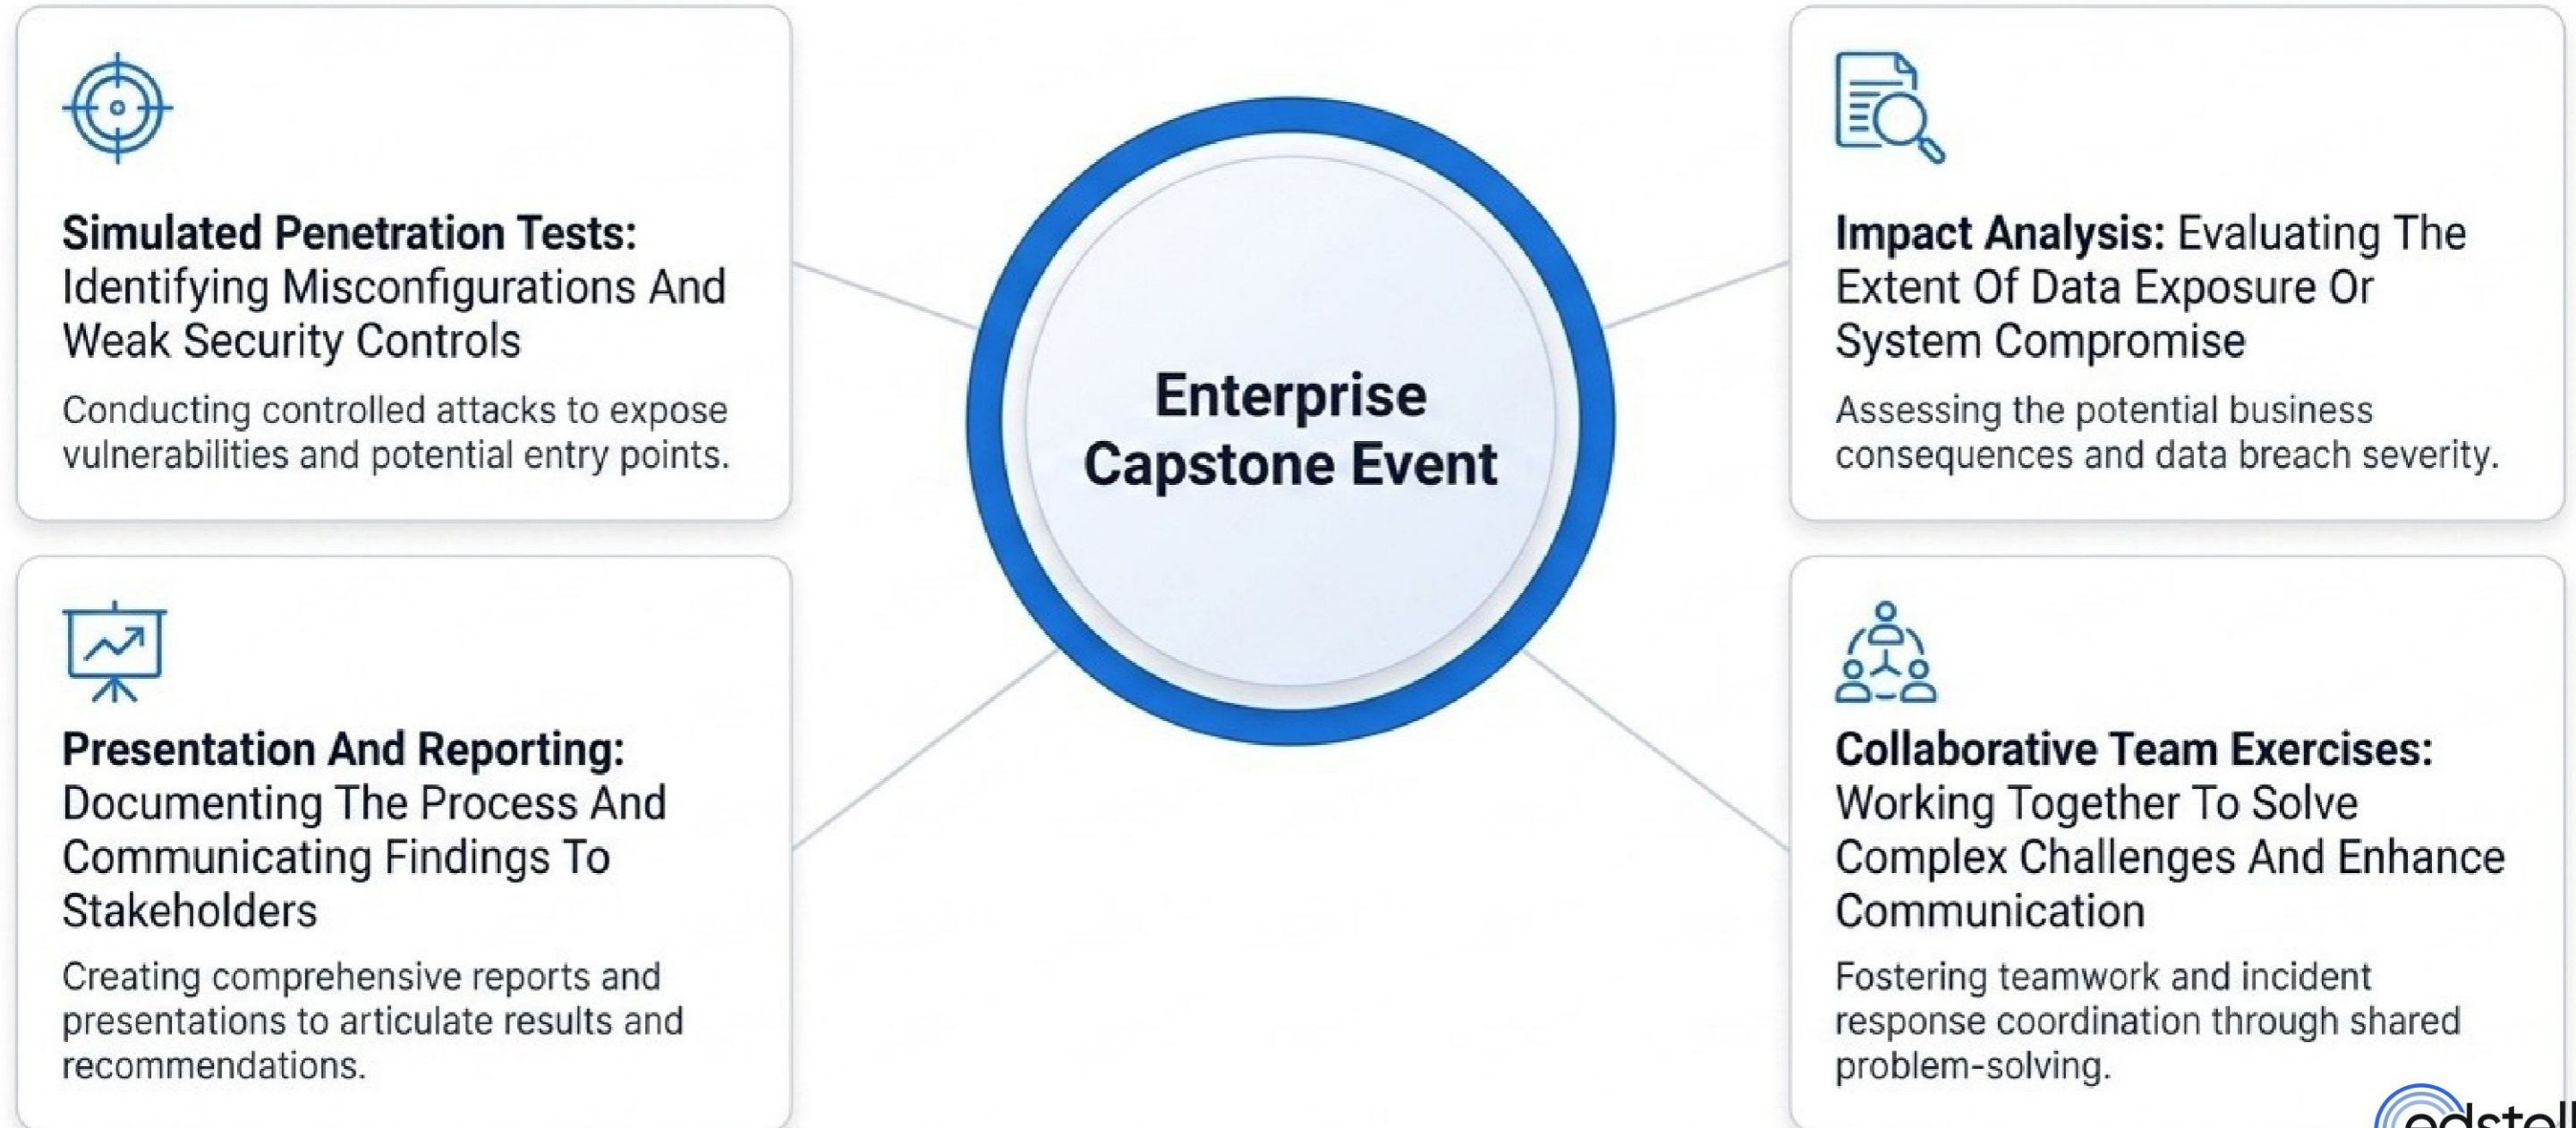 Simulated Penetration Tests:
Identifying Misconfigurations And
Weak Security Controls
Conducting controlled attacks to expose
vulnerabilities and potential entry points.
Enterprise
Capstone Event
Impact Analysis: Evaluating The
Extent Of Data Exposure Or
System Compromise
Assessing the potential business
consequences and data breach severity.
Presentation And Reporting:
Documenting The Process And
Communicating Findings To
Stakeholders
Creating comprehensive reports and
presentations to articulate results and
recommendations.
Collaborative Team Exercises:
Working Together To Solve
Complex Challenges And Enhance
Communication
Fostering teamwork and incident
response coordination through shared
problem-solving.